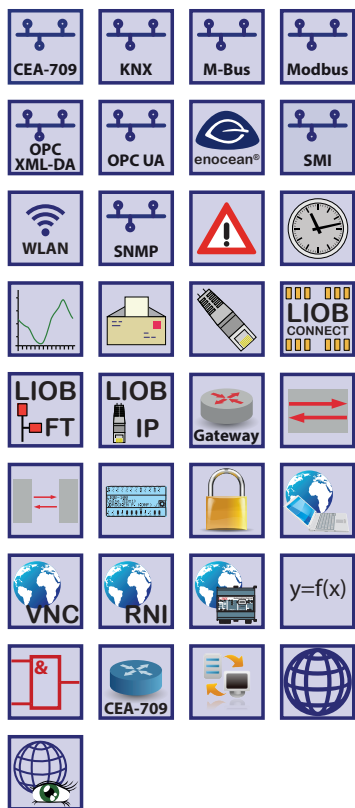 CEA-709
KNX
M-Bus
Modbus
OPC
XML-DA
OPC UA
enocean®
SMI
WLAN
SNMP
!
LIOB
CONNECT
LIOB
FT
LIOB
IP
Gateway
VNC
RNI
y=f(x)
&
CEA-709